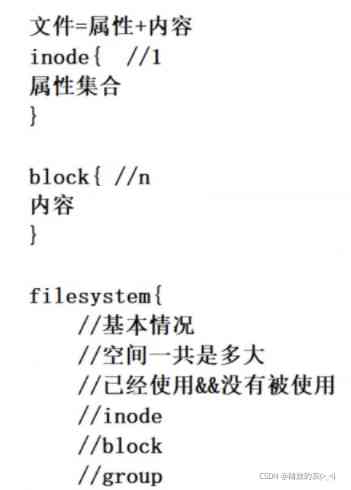 文件=属性+内容
inode{ //1
属性集合
}
block{ //n
内容
}
filesystem{
//基本情况
//空间一共是多大
//已经使用&&没有被使用
//inode
//block
//group